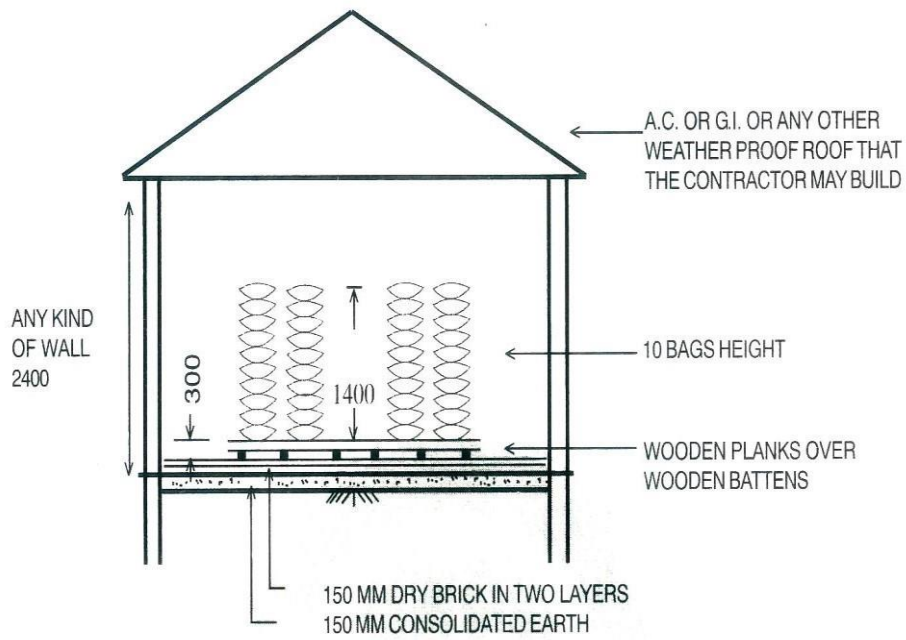 A.C. OR G.I. OR ANY OTHER
WEATHER PROOF ROOF THAT
THE CONTRACTOR MAY BUILD
ANY KIND
OF WALL
2400
300
1400
10 BAGS HEIGHT
WOODEN PLANKS OVER
WOODEN BATTENS
150 MM DRY BRICK IN TWO LAYERS
150 MM CONSOLIDATED EARTH